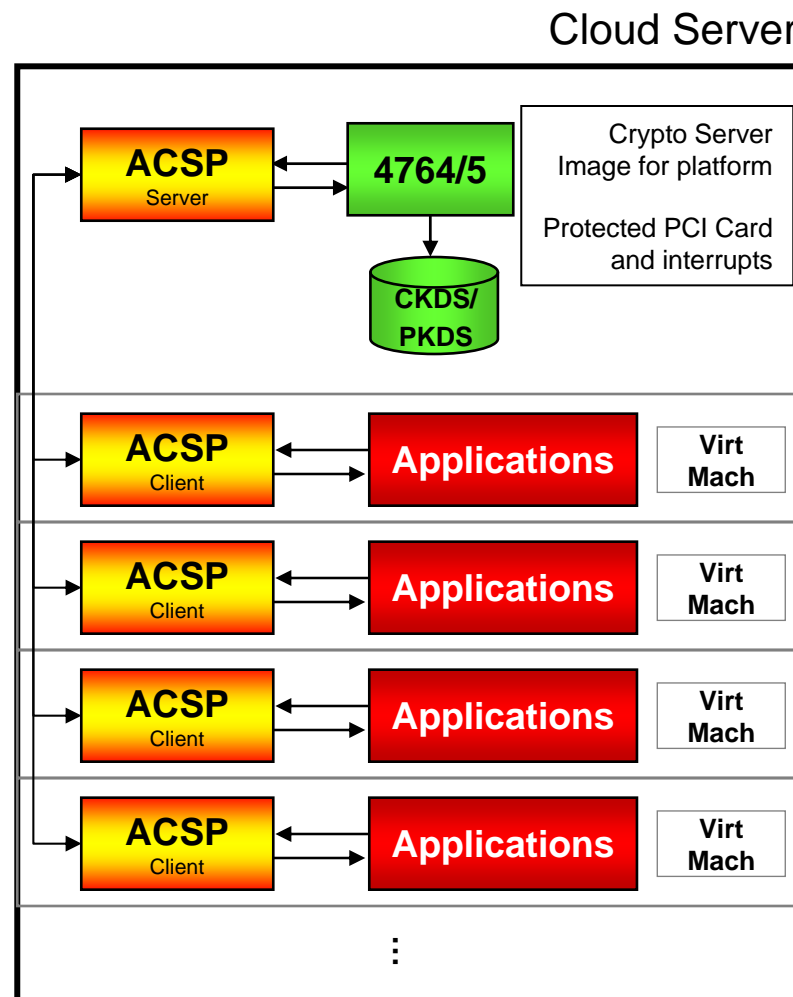 Cloud Server
ACSP
Server
4764/5
Crypto Server
Image for platform
Protected PCI Card
and interrupts
CKDS/
PKDS
ACSP
Client
Applications
Virt
Mach
ACSP
Client
Applications
Virt
Mach
ACSP
Client
Applications
Virt
Mach
ACSP
Client
Applications
Virt
Mach
...